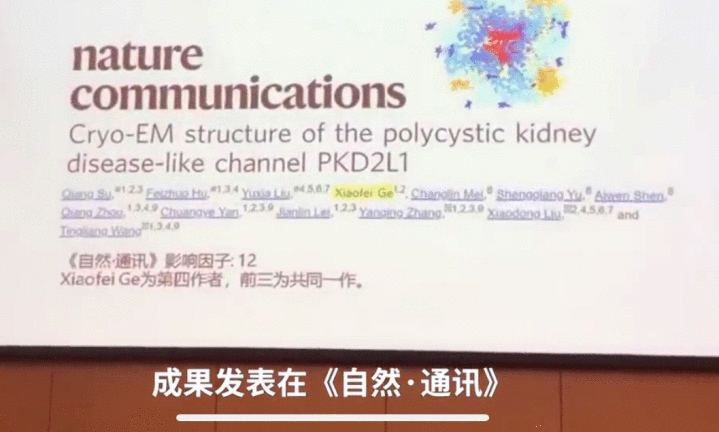 nature
communications
Cryo-EM structure of the polycystic kidney
disease-like channel PKD2L1
Qiang Su,#1,2,3 Feizhuo Hu,#1,3,4 Yuxia Liu,#4,5,6,7 Xiaofei Ge1,2, Changlin Mei,8 Shengqiang Yu,8 Aiwen Shen,8
Qiang Zhou,1,3,4,9 Chuangye Yan,1,2,3,9 Jianlin Lei,1,2,3 Yanqing Zhang,1,2,3,9 Xiaodong Liu,2,4,5,6,7 and
Tingliang Wang1,3,4,9
《自然·通讯》影响因子: 12
Xiaofei Ge为第四作者，前三为共同一作。
成果发表在《自然·通讯》